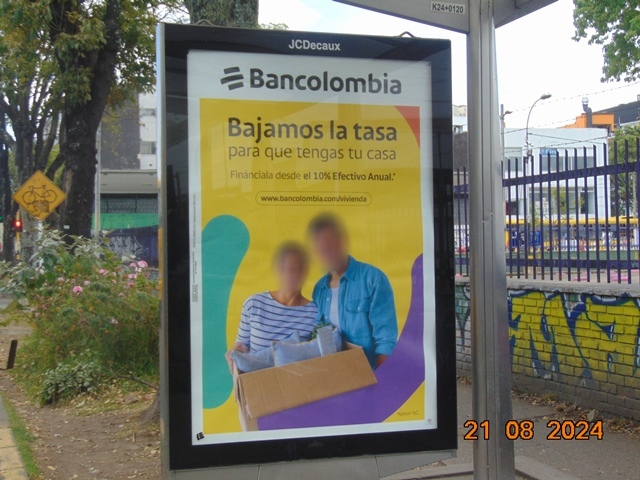 K24+0120
JCDecaux
Bancolombia
Bajamos la tasa
para que tengas tu casa
Fináncíala desde el 10% Efectivo Anual.*
www.bancolombia.com/vivienda
21 08 2024